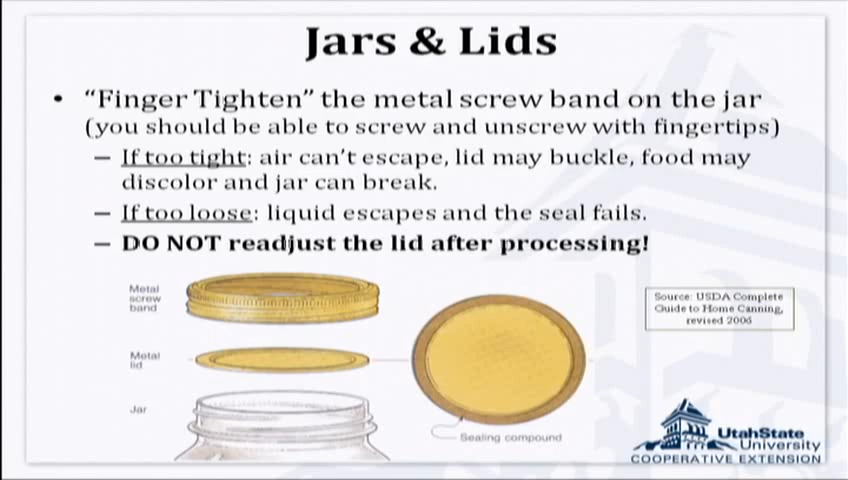 Jars & Lids
• “Finger Tighten” the metal screw band on the jar
(you should be able to screw and unscrew with fingertips)
– If too tight: air can’t escape, lid may buckle, food may
discolor and jar can break.
– If too loose: liquid escapes and the seal fails.
– DO NOT readjust the lid after processing!
Metal
screw
band
Metal
lid
Jar
Sealing compound
Source: USDA Complete
Guide to Home Canning,
revised 2006
UtahState
University
COOPERATIVE EXTENSION